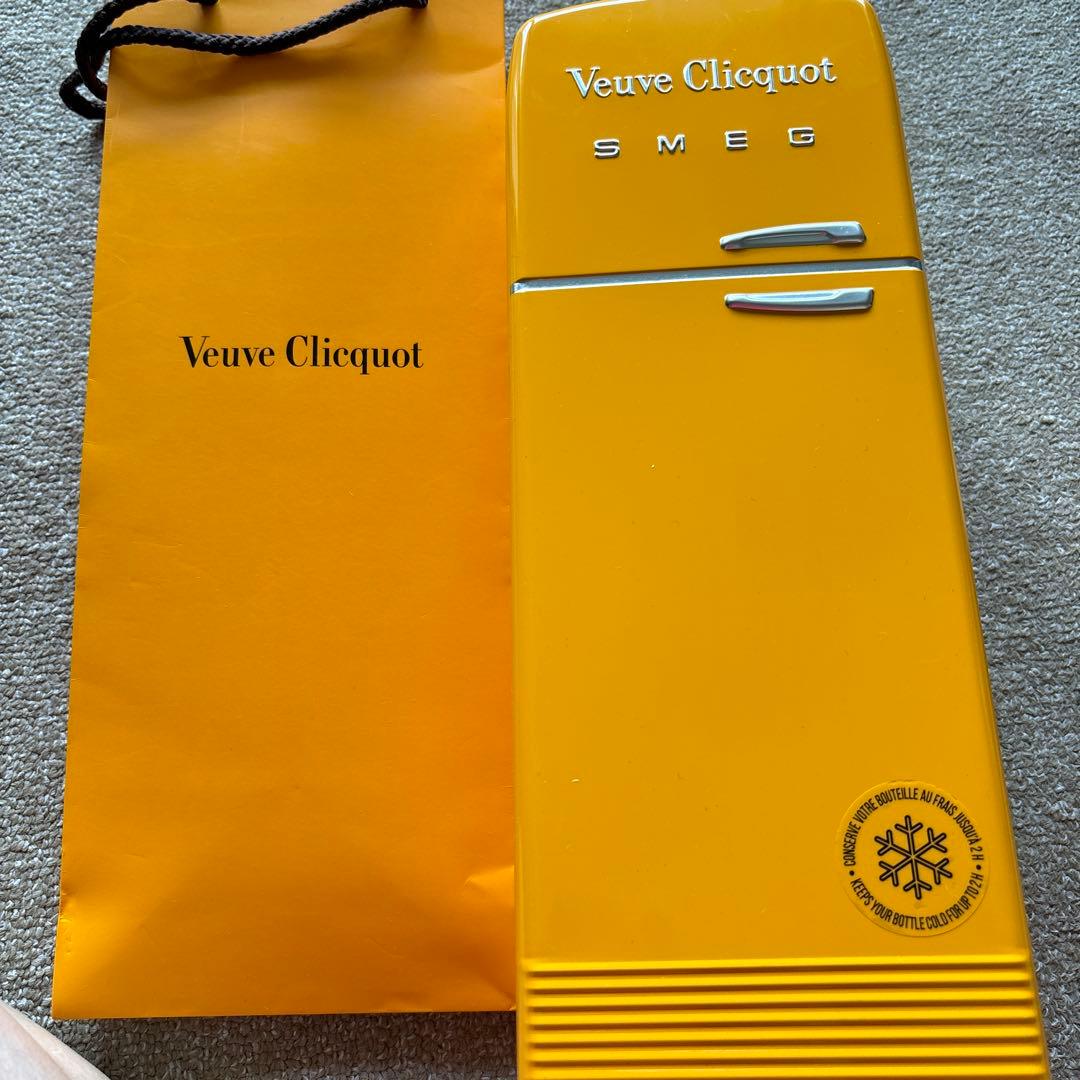 Veuve Clicquot
Veuve Clicquot
SMEG
CONSERVE VOTRE BOUTEILLE AU FRAIS JUSQU'À 2 H
• KEEPS YOUR BOTTLE COLD FOR UP TO 2 H •